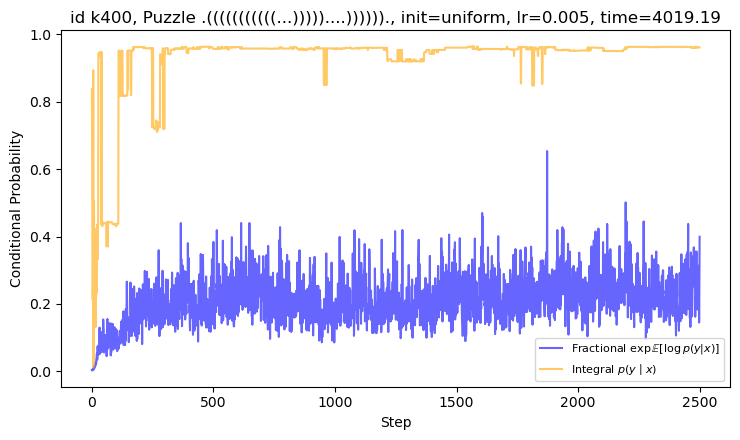 id k400, Puzzle .(((((((((((...)))))....))))))., init=uniform, lr=0.005, time=4019.19
Conditional Probability
1.0
0.8
0.6
0.4
0.2
0.0
0
500
1000
1500
2000
2500
Step
Fractional exp𝔼[log p(y|x)]
Integral p(y | x)